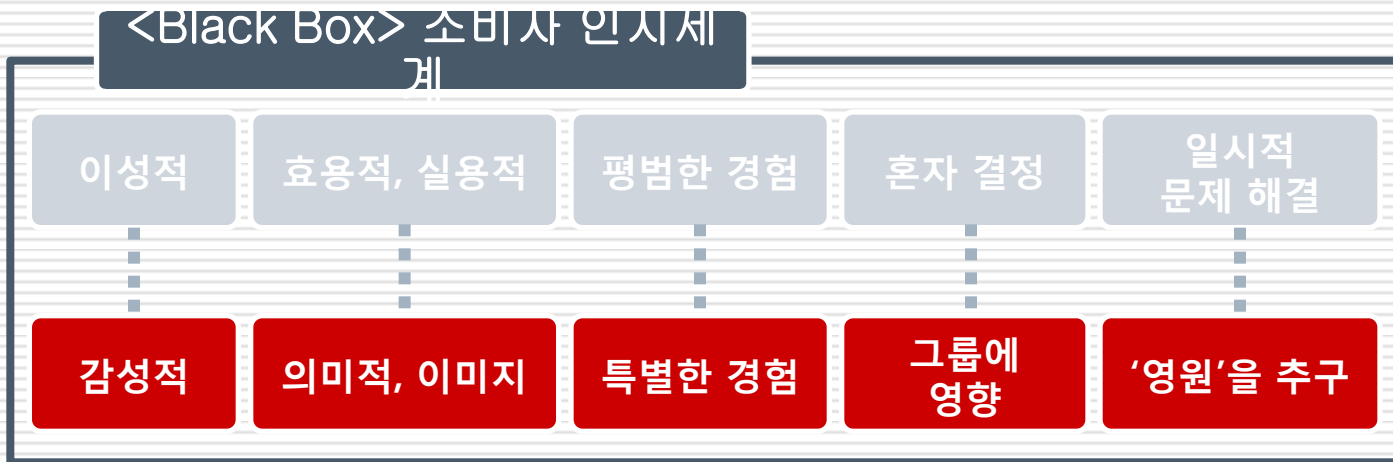 <Black Box> 소비자 인지세
계
이성적
효용적, 실용적
평범한 경험
혼자 결정
일시적
문제 해결
감성적
의미적, 이미지
특별한 경험
그룹에
영향
‘영원’을 추구